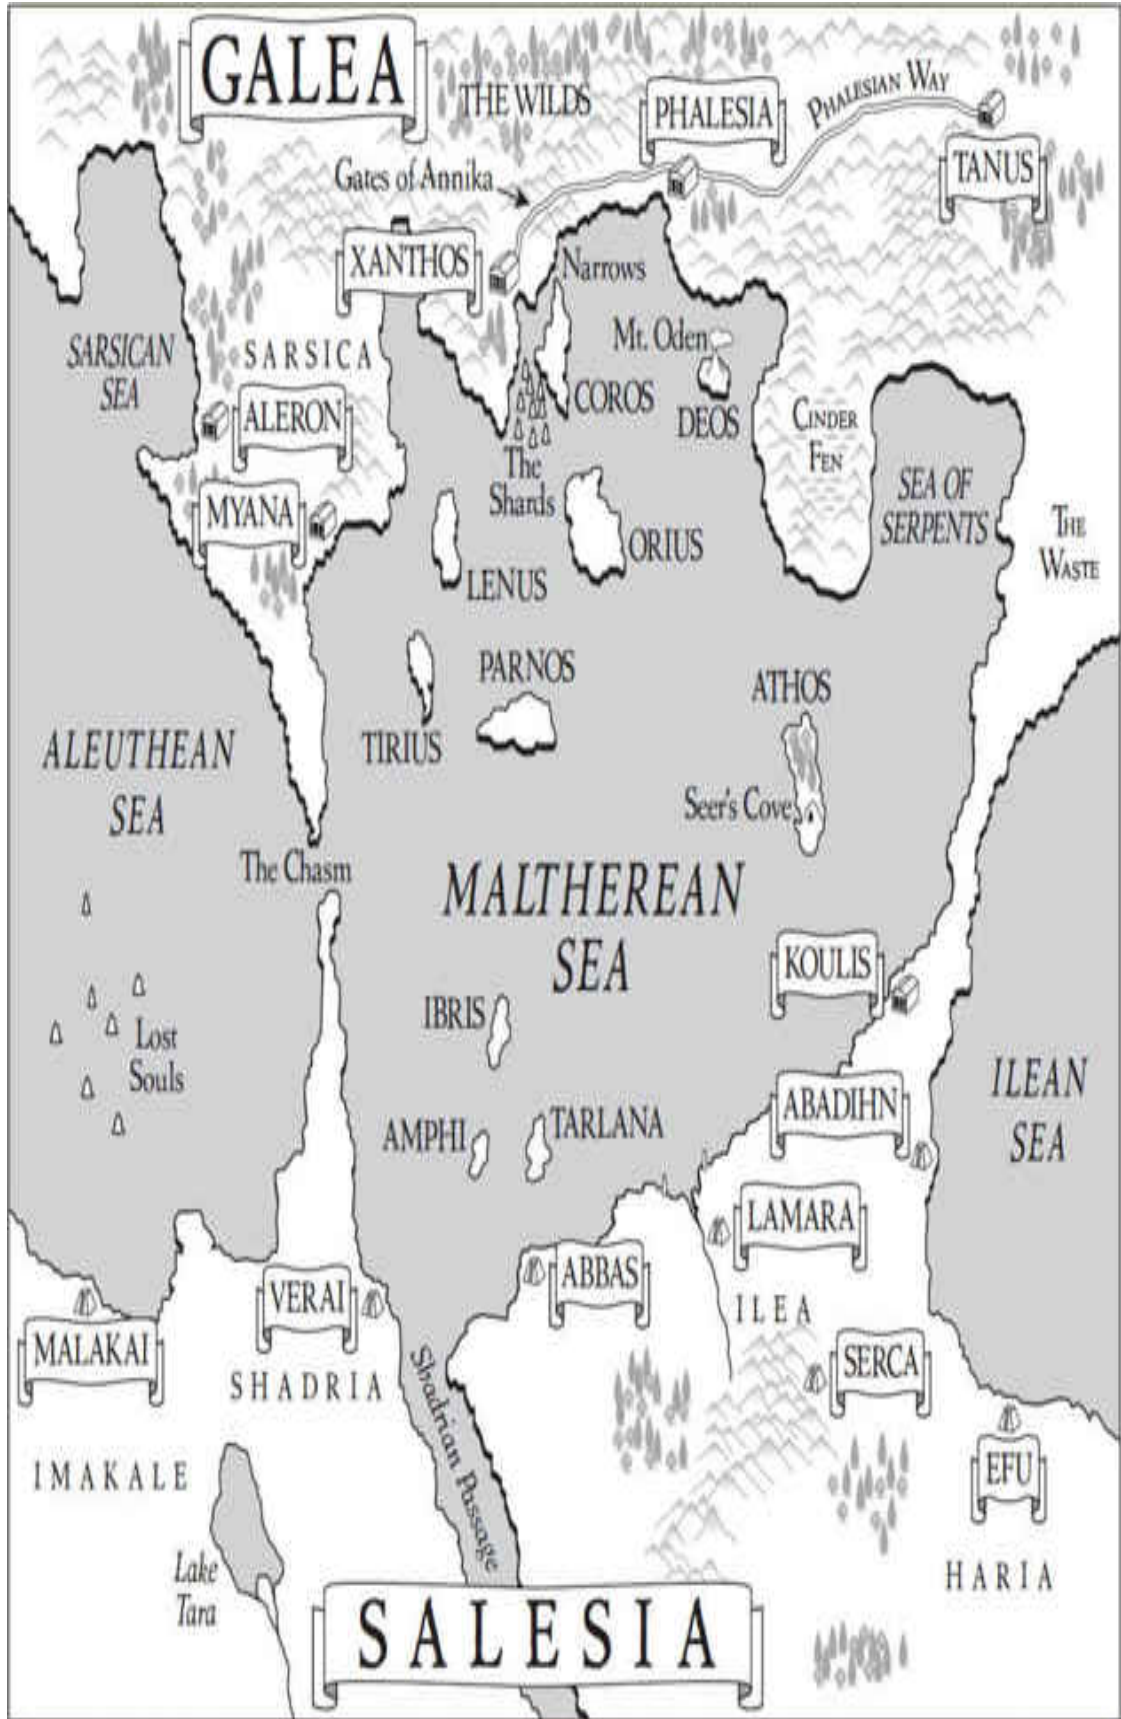 GALEA
THE WILDS
PHALESIA
PHALESIAN WAY
TANUS
Gates of Annika
XANTHOS
Narrows
Mt. Oden
SARSICAN
SEA
SARSICA
COROS
DEOS
ALERON
CINDER
FEN
The
Shards
SEA OF
SERPENTS
MYANA
THE
WASTE
ORIUS
LENUS
PARNOS
ATHOS
TIRIUS
ALEUTHEAN
SEA
Seer's Cove
The Chasm
MALTHEREAN
SEA
KOULIS
IBRIS
Lost
Souls
ILEAN
SEA
ABADIHN
AMPHI
TARLANA
LAMARA
ABBAS
VERAI
ILEA
MALAKAI
SERCA
SHADRIA
Shadrian Passage
IMAKALE
EFU
Lake
Tara
HARIA
SALESIA